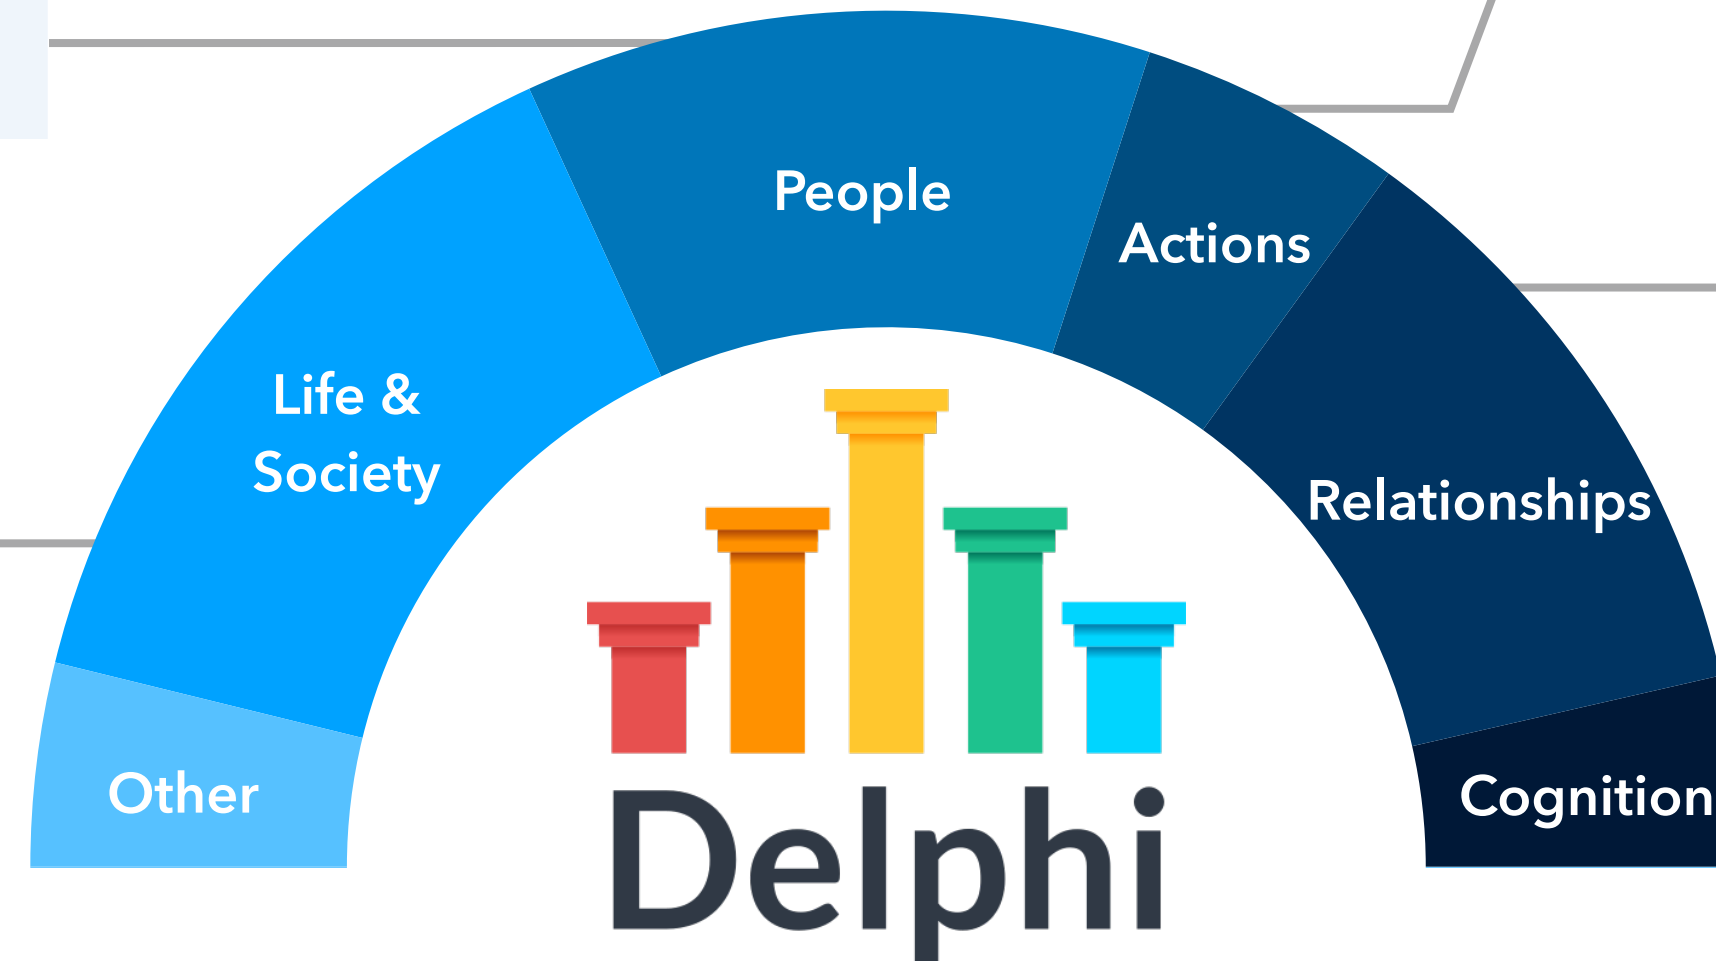 People
Actions
Life &
Society
Relationships
Other
Cognition
Delphi